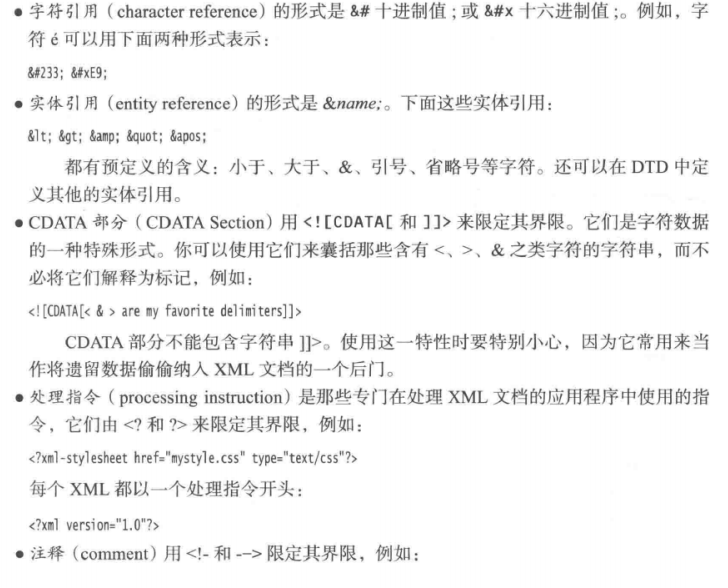 ● 字符引用（character reference）的形式是 &# 十进制值 ; 或 &#x 十六进制值 ;。例如，字
符 é 可以用下面两种形式表示：
&#233; &#xE9;
● 实体引用（entity reference）的形式是 &name;。下面这些实体引用：
&lt; &gt; &amp; &quot; &apos;
都有预定义的含义：小于、大于、&、引号、省略号等字符。还可以在 DTD 中定
义其他的实体引用。
● CDATA 部分（CDATA Section）用 <![CDATA[ 和 ]]> 来限定其界限。它们是字符数据
的一种特殊形式。你可以使用它们来囊括那些含有 <、>、& 之类字符的字符串，而不
必将它们解释为标记，例如：
<![CDATA[< & > are my favorite delimiters]]>
CDATA 部分不能包含字符串 ]]>。使用这一特性时要特别小心，因为它常用来当
作将遗留数据偷偷纳入 XML 文档的一个后门。
● 处理指令（processing instruction）是那些专门在处理 XML 文档的应用程序中使用的指
令，它们由 <? 和 ?> 来限定其界限，例如：
<?xml-stylesheet href="mystyle.css" type="text/css"?>
每个 XML 都以一个处理指令开头：
<?xml version="1.0"?>
● 注释（comment）用 <!- 和 --> 限定其界限，例如：